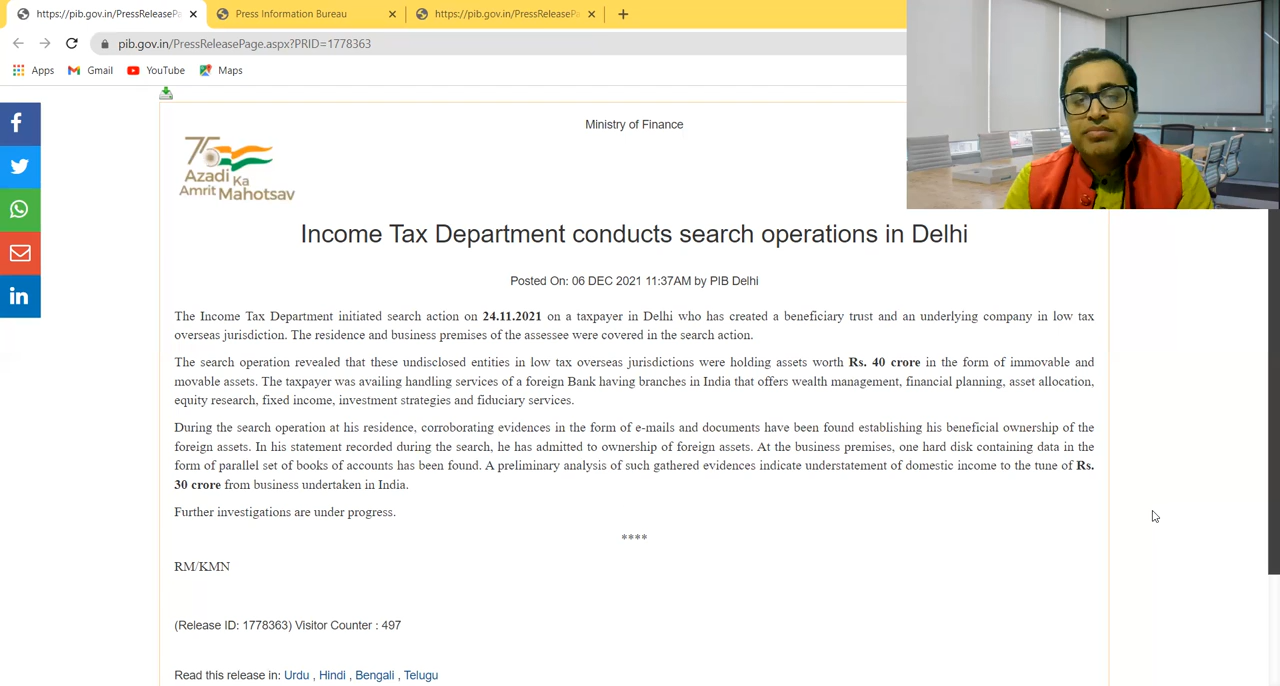 https://pib.gov.in/PressReleasePa
Press Information Bureau
https://pib.gov.in/PressReleasePa
pib.gov.in/PressReleasePage.aspx?PRID=1778363
Apps Gmail YouTube Maps
Ministry of Finance
75
Azadi Ka
Amrit Mahotsav
Income Tax Department conducts search operations in Delhi
Posted On: 06 DEC 2021 11:37AM by PIB Delhi
The Income Tax Department initiated search action on 24.11.2021 on a taxpayer in Delhi who has created a beneficiary trust and an underlying company in low tax
overseas jurisdiction. The residence and business premises of the assessee were covered in the search action.
The search operation revealed that these undisclosed entities in low tax overseas jurisdictions were holding assets worth Rs. 40 crore in the form of immovable and
movable assets. The taxpayer was availing handling services of a foreign Bank having branches in India that offers wealth management, financial planning, asset allocation,
equity research, fixed income, investment strategies and fiduciary services.
During the search operation at his residence, corroborating evidences in the form of e-mails and documents have been found establishing his beneficial ownership of the
foreign assets. In his statement recorded during the search, he has admitted to ownership of foreign assets. At the business premises, one hard disk containing data in the
form of parallel set of books of accounts has been found. A preliminary analysis of such gathered evidences indicate understatement of domestic income to the tune of Rs.
30 crore from business undertaken in India.
Further investigations are under progress.
****
RM/KMN
(Release ID: 1778363) Visitor Counter : 497
Read this release in: Urdu , Hindi , Bengali , Telugu